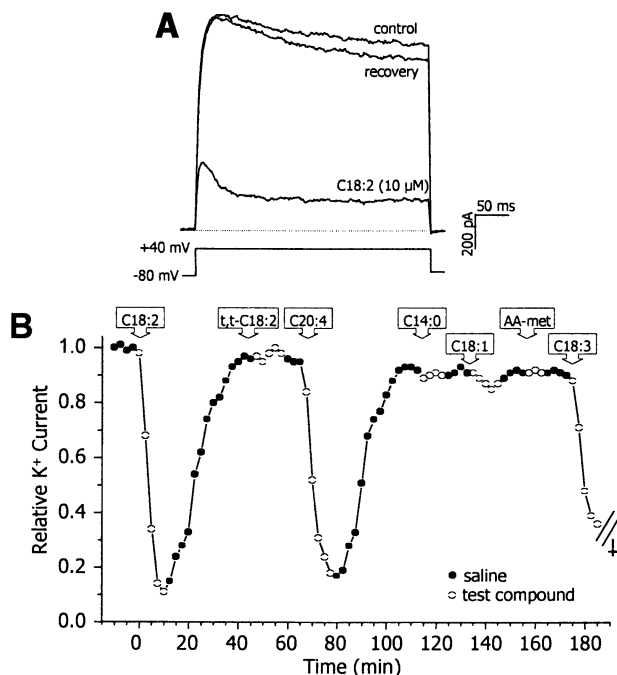 A
control
recovery
C18:2 (10 µM)
50 ms
200 pA
+40 mV
-80 mV
B
C18:2
t,t-C18:2
C20:4
C14:0
C18:1
AA-met
C18:3
Relative K+ Current
1.0
0.8
0.6
0.4
0.2
0.0
saline
test compound
0 20 40 60 80 100 120 140 160 180
Time (min)